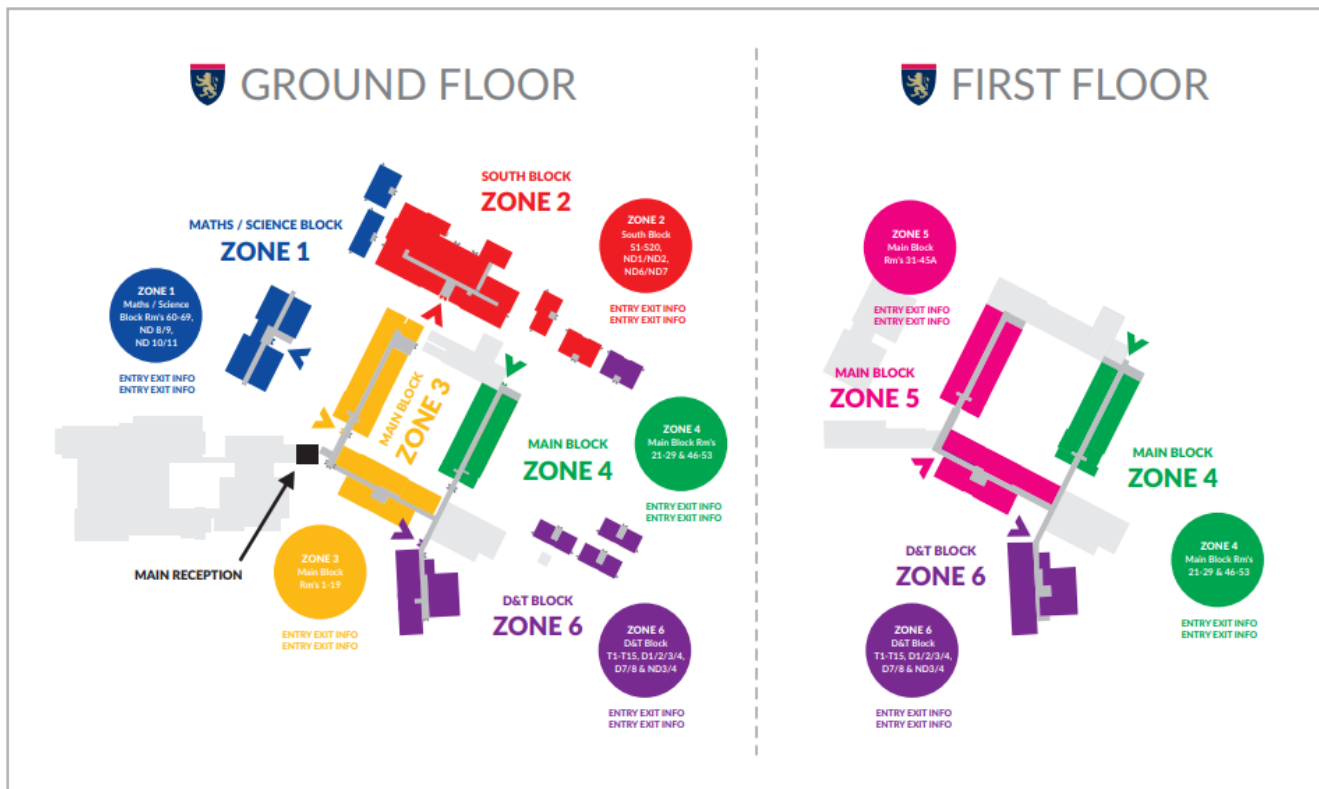 GROUND FLOOR
SOUTH BLOCK
ZONE 2
MATHS / SCIENCE BLOCK
ZONE 1
ZONE 2
South Block
S1-S20,
ND1/ND2,
ND6/ND7
ENTRY EXIT INFO
ENTRY EXIT INFO
ZONE 1
Maths / Science
Block Rm's 60-69,
ND 8/9,
ND 10/11
ENTRY EXIT INFO
ENTRY EXIT INFO
MAIN BLOCK
ZONE 3
MAIN BLOCK
ZONE 4
ZONE 4
Main Block Rm's
21-29 & 46-53
ENTRY EXIT INFO
ENTRY EXIT INFO
MAIN RECEPTION
ZONE 3
Main Block
Rm's 1-19
ENTRY EXIT INFO
ENTRY EXIT INFO
D&T BLOCK
ZONE 6
ZONE 6
D&T Block
T1-T15, D1/2/3/4,
D7/8 & ND3/4
ENTRY EXIT INFO
ENTRY EXIT INFO
FIRST FLOOR
ZONE 5
Main Block
Rm's 31-45A
ENTRY EXIT INFO
ENTRY EXIT INFO
MAIN BLOCK
ZONE 5
MAIN BLOCK
ZONE 4
ZONE 4
Main Block Rm's
21-29 & 46-53
ENTRY EXIT INFO
ENTRY EXIT INFO
D&T BLOCK
ZONE 6
ZONE 6
D&T Block
T1-T15, D1/2/3/4,
D7/8 & ND3/4
ENTRY EXIT INFO
ENTRY EXIT INFO